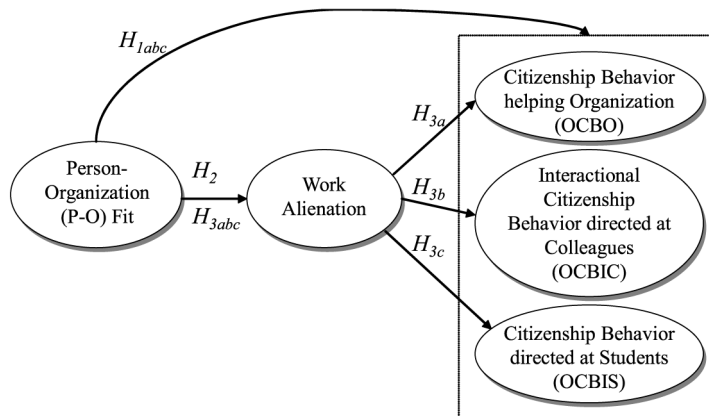 H1abc
Person-
Organization
(P-O) Fit
H2
H3abc
Work
Alienation
H3a
H3b
H3c
Citizenship Behavior
helping Organization
(OCBO)
Interactional
Citizenship
Behavior directed at
Colleagues
(OCBIC)
Citizenship Behavior
directed at Students
(OCBIS)